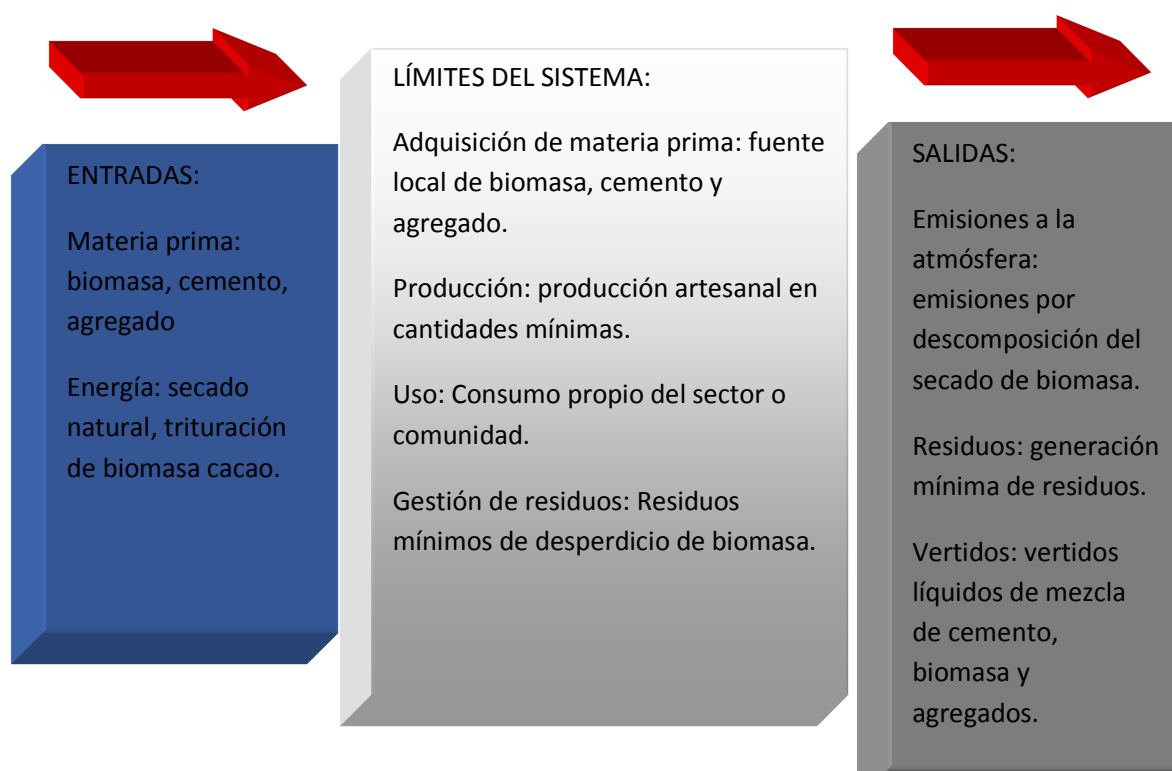 ENTRADAS:
Materia prima:
biomasa, cemento,
agregado
Energía: secado
natural, trituración
de biomasa cacao.
LÍMITES DEL SISTEMA:
Adquisición de materia prima: fuente
local de biomasa, cemento y
agregado.
Producción: producción artesanal en
cantidades mínimas.
Uso: Consumo propio del sector o
comunidad.
Gestión de residuos: Residuos
mínimos de desperdicio de biomasa.
SALIDAS:
Emisiones a la
atmósfera:
emisiones por
descomposición del
secado de biomasa.
Residuos: generación
mínima de residuos.
Vertidos: vertidos
líquidos de mezcla
de cemento,
biomasa y
agregados.